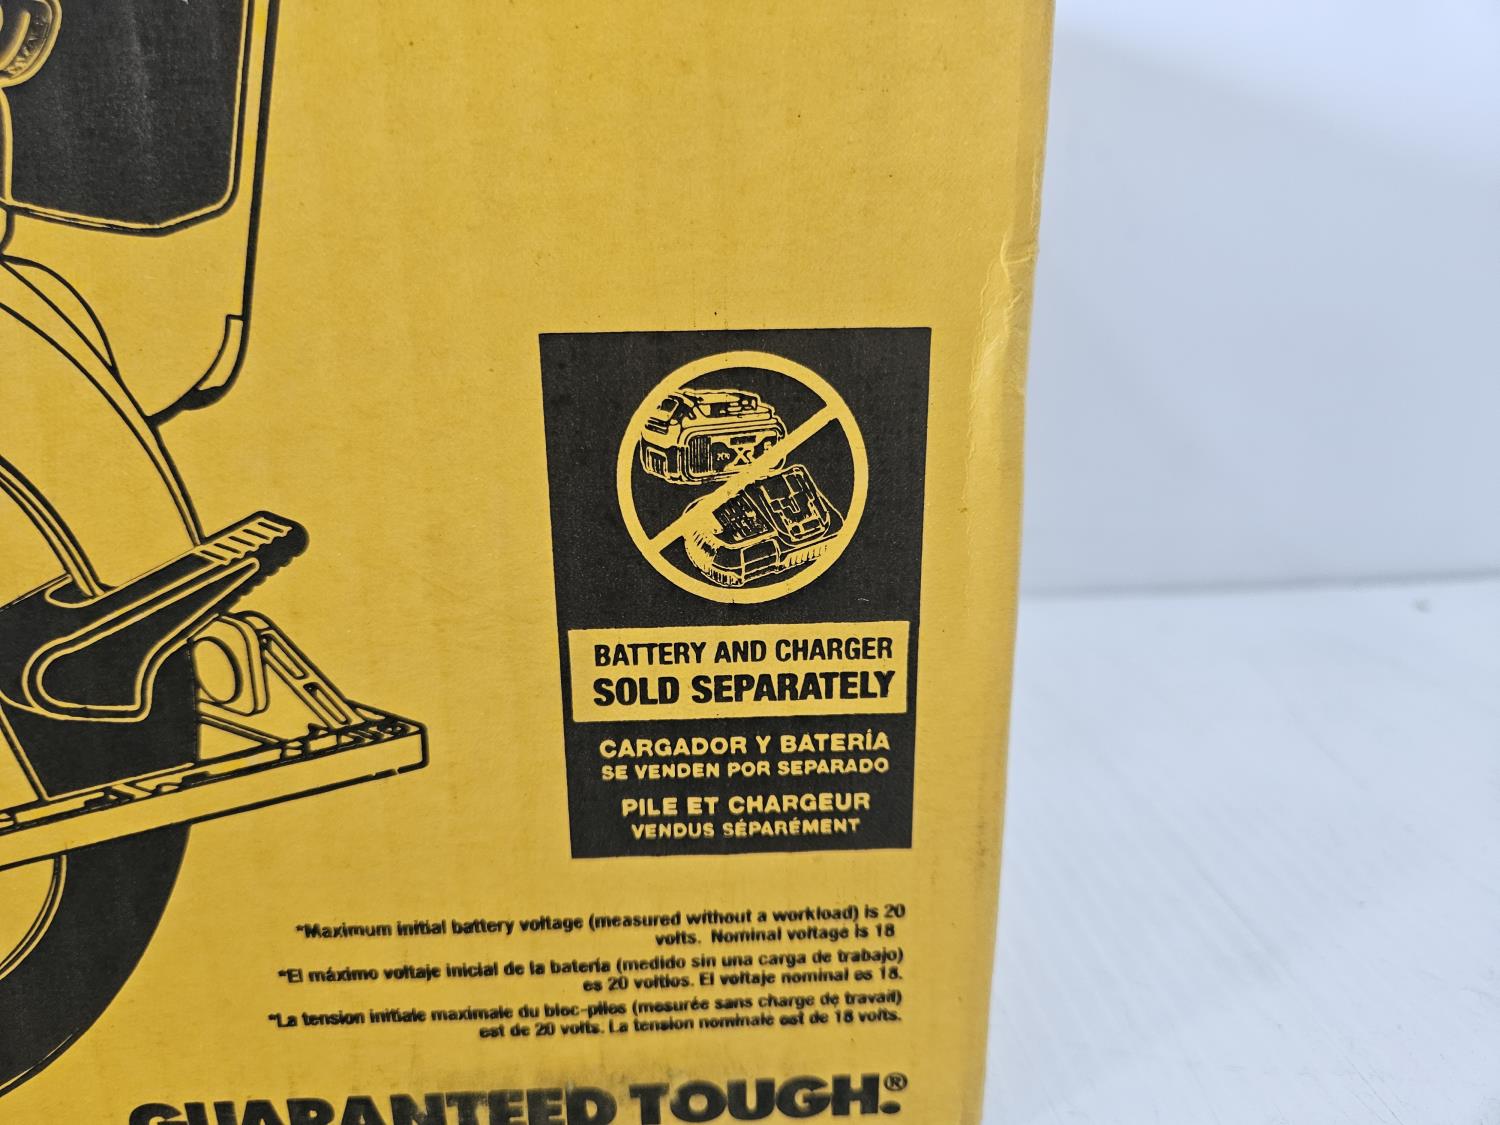 XR
BATTERY AND CHARGER
SOLD SEPARATELY
CARGADOR Y BATERÍA
SE VENDEN POR SEPARADO
PILE ET CHARGEUR
VENDUS SÉPARÉMENT
*Maximum initial battery voltage (measured without a workload) is 20
volts. Nominal voltage is 18
*El máximo voltaje inicial de la batería (medido sin una carga de trabajo)
es 20 voltios. El voltaje nominal es 18.
*La tension initiale maximale du bloc-piles (mesurée sans charge de travail)
est de 20 volts. La tension nominale est de 18 volts.
GUARANTEED TOUGH.®